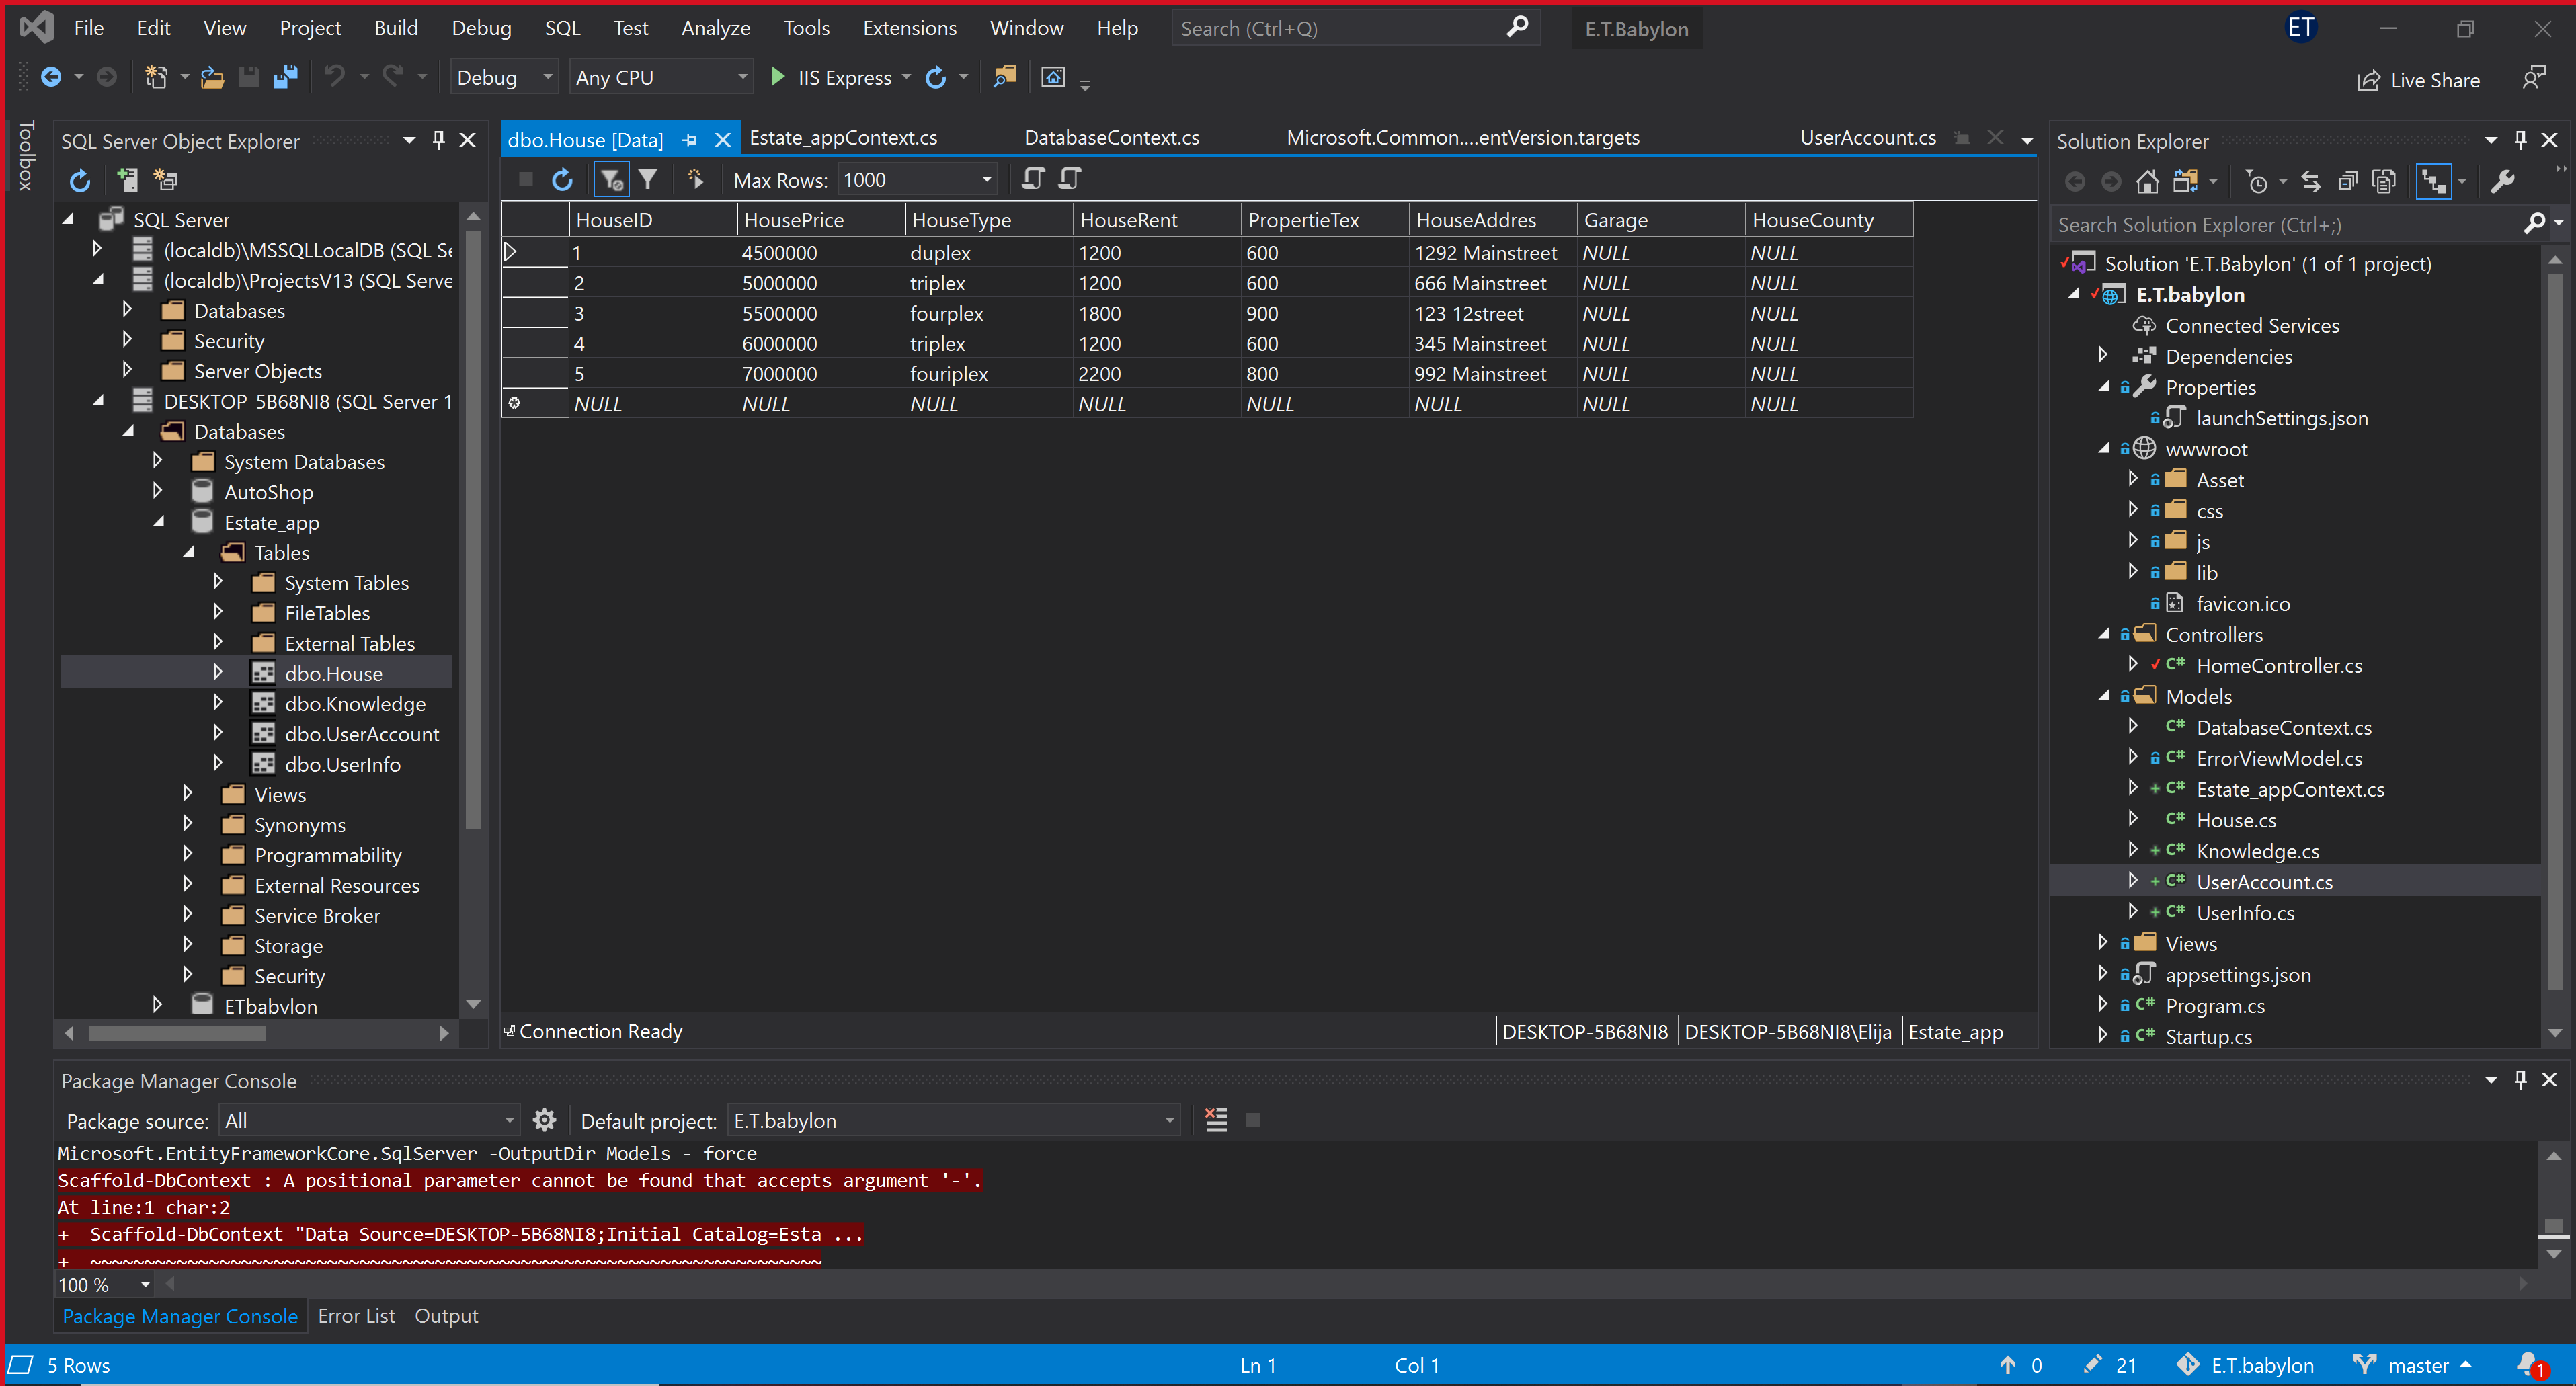 File Edit View Project Build Debug SQL Test Analyze Tools Extensions Window Help Search (Ctrl+Q) E.T.Babylon ET
Debug Any CPU IIS Express Live Share
Toolbox
SQL Server Object Explorer
SQL Server
(localdb)\MSSQLLocalDB (SQL Se
(localdb)\ProjectsV13 (SQL Serve
Databases
Security
Server Objects
DESKTOP-5B68NI8 (SQL Server 1
Databases
System Databases
AutoShop
Estate_app
Tables
System Tables
FileTables
External Tables
dbo.House
dbo.Knowledge
dbo.UserAccount
dbo.UserInfo
Views
Synonyms
Programmability
External Resources
Service Broker
Storage
Security
ETbabylon
dbo.House [Data] Estate_appContext.cs DatabaseContext.cs Microsoft.Common....entVersion.targets UserAccount.cs
Max Rows: 1000
HouseID HousePrice HouseType HouseRent PropertieTex HouseAddres Garage HouseCounty
1 4500000 duplex 1200 600 1292 Mainstreet NULL NULL
2 5000000 triplex 1200 600 666 Mainstreet NULL NULL
3 5500000 fourplex 1800 900 123 12street NULL NULL
4 6000000 triplex 1200 600 345 Mainstreet NULL NULL
5 7000000 fouriplex 2200 800 992 Mainstreet NULL NULL
NULL NULL NULL NULL NULL NULL NULL NULL
Connection Ready DESKTOP-5B68NI8 DESKTOP-5B68NI8\Elija Estate_app
Solution Explorer
Search Solution Explorer (Ctrl+;)
Solution 'E.T.Babylon' (1 of 1 project)
E.T.babylon
Connected Services
Dependencies
Properties
launchSettings.json
wwwroot
Asset
css
js
lib
favicon.ico
Controllers
C# HomeController.cs
Models
C# DatabaseContext.cs
C# ErrorViewModel.cs
C# Estate_appContext.cs
C# House.cs
C# Knowledge.cs
C# UserAccount.cs
C# UserInfo.cs
Views
appsettings.json
C# Program.cs
C# Startup.cs
Package Manager Console
Package source: All Default project: E.T.babylon
Microsoft.EntityFrameworkCore.SqlServer -OutputDir Models - force
Scaffold-DbContext : A positional parameter cannot be found that accepts argument '-'.
At line:1 char:2
+  Scaffold-DbContext "Data Source=DESKTOP-5B68NI8;Initial Catalog=Esta ...
+  ~~~~~~~~~~~~~~~~~~~~~~~~~~~~~~~~~~~~~~~~~~~~~~~~~~~~~~~~~~~~~~~~~~~~
100 %
Package Manager Console Error List Output
5 Rows Ln 1 Col 1 0 21 E.T.babylon master 1